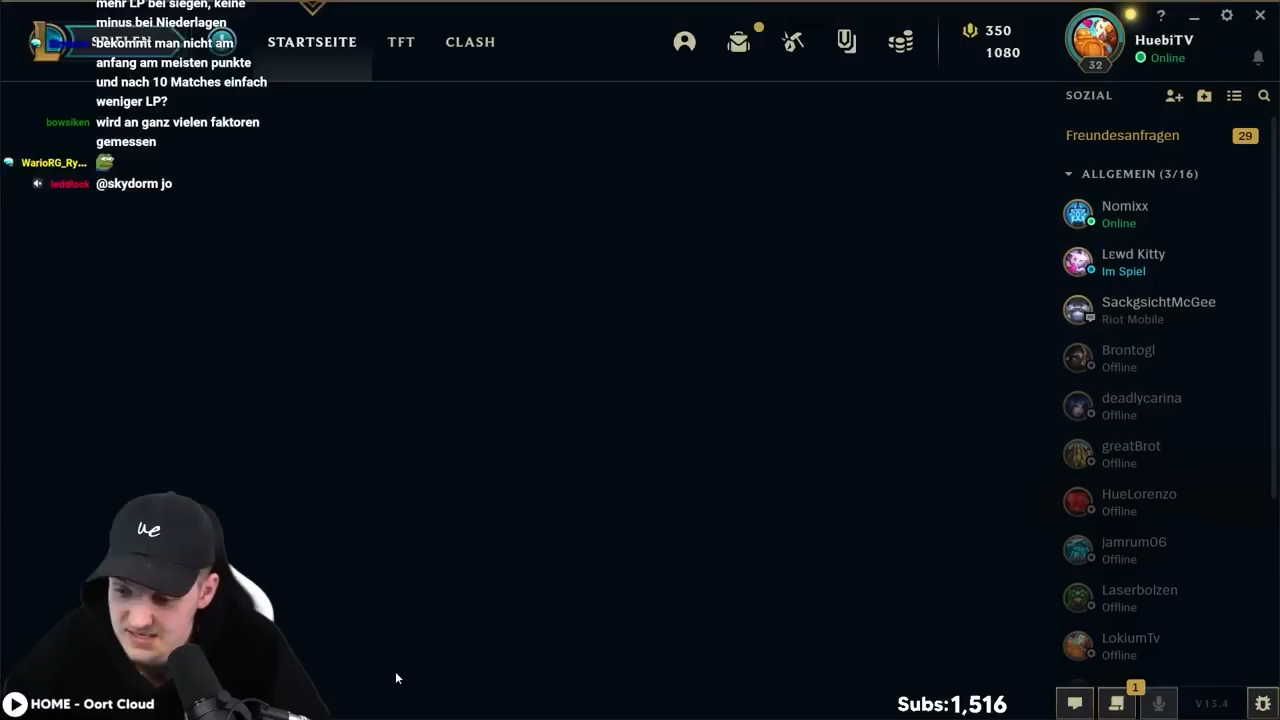 mehr LP bei siegen, keine
minus bei Niederlagen
bekommt man nicht am
anfang am meisten punkte
und nach 10 Matches einfach
weniger LP?
bowsiken wird an ganz vielen faktoren
gemessen
WarioRG_Ry...
leddlock @skydorm jo
SPIELEN
STARTSEITE
TFT
CLASH
350
1080
32
HuebiTV
Online
SOZIAL
Freundesanfragen
29
ALLGEMEIN (3/16)
Nomixx
Online
Lεwd Kitty
Im Spiel
SackgsichtMcGee
Riot Mobile
Brontogl
Offline
deadlycarina
Offline
greatBrot
Offline
HueLorenzo
Offline
jamrum06
Offline
Laserbolzen
Offline
LokiumTv
Offline
ue
HOME - Oort Cloud
Subs:1,516
1
V13.4